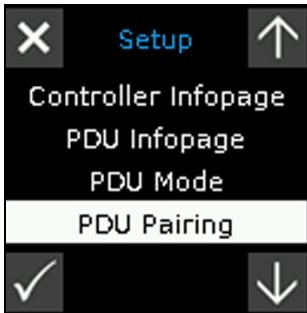 Setup
Controller Infopage
PDU Infopage
PDU Mode
PDU Pairing